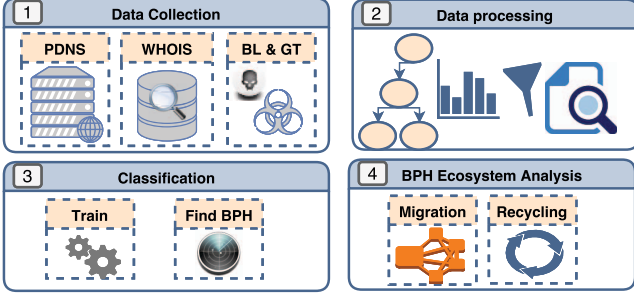 1
Data Collection
PDNS
WHOIS
BL & GT
2
Data processing
3
Classification
Train
Find BPH
4
BPH Ecosystem Analysis
Migration
Recycling